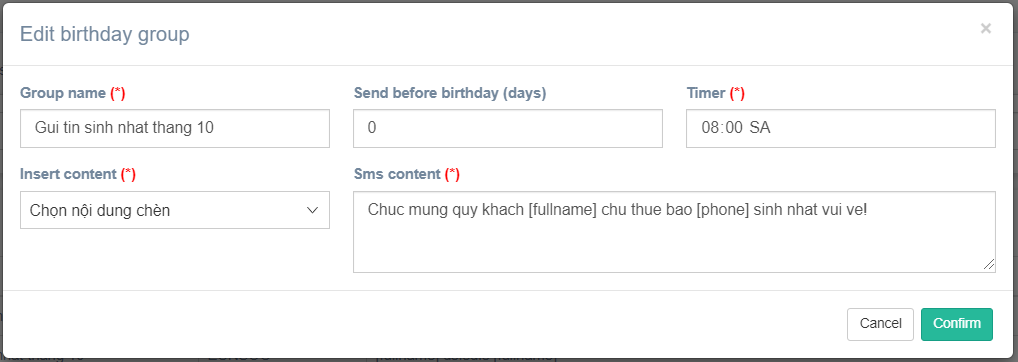 Edit birthday group
×
Group name (*)
Send before birthday (days)
Timer (*)
Gui tin sinh nhat thang 10
0
08:00 SA
Insert content (*)
Sms content (*)
Chọn nội dung chèn
Chuc mung quy khach [fullname] chu thue bao [phone] sinh nhat vui ve!
Cancel
Confirm